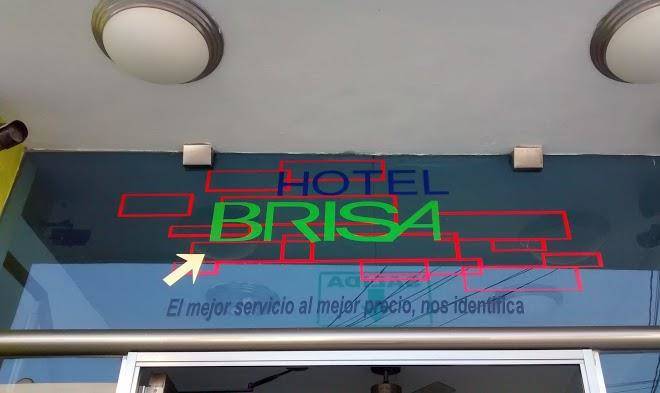 HOTEL
BRISA
El mejor servicio al mejor precio, nos identifica